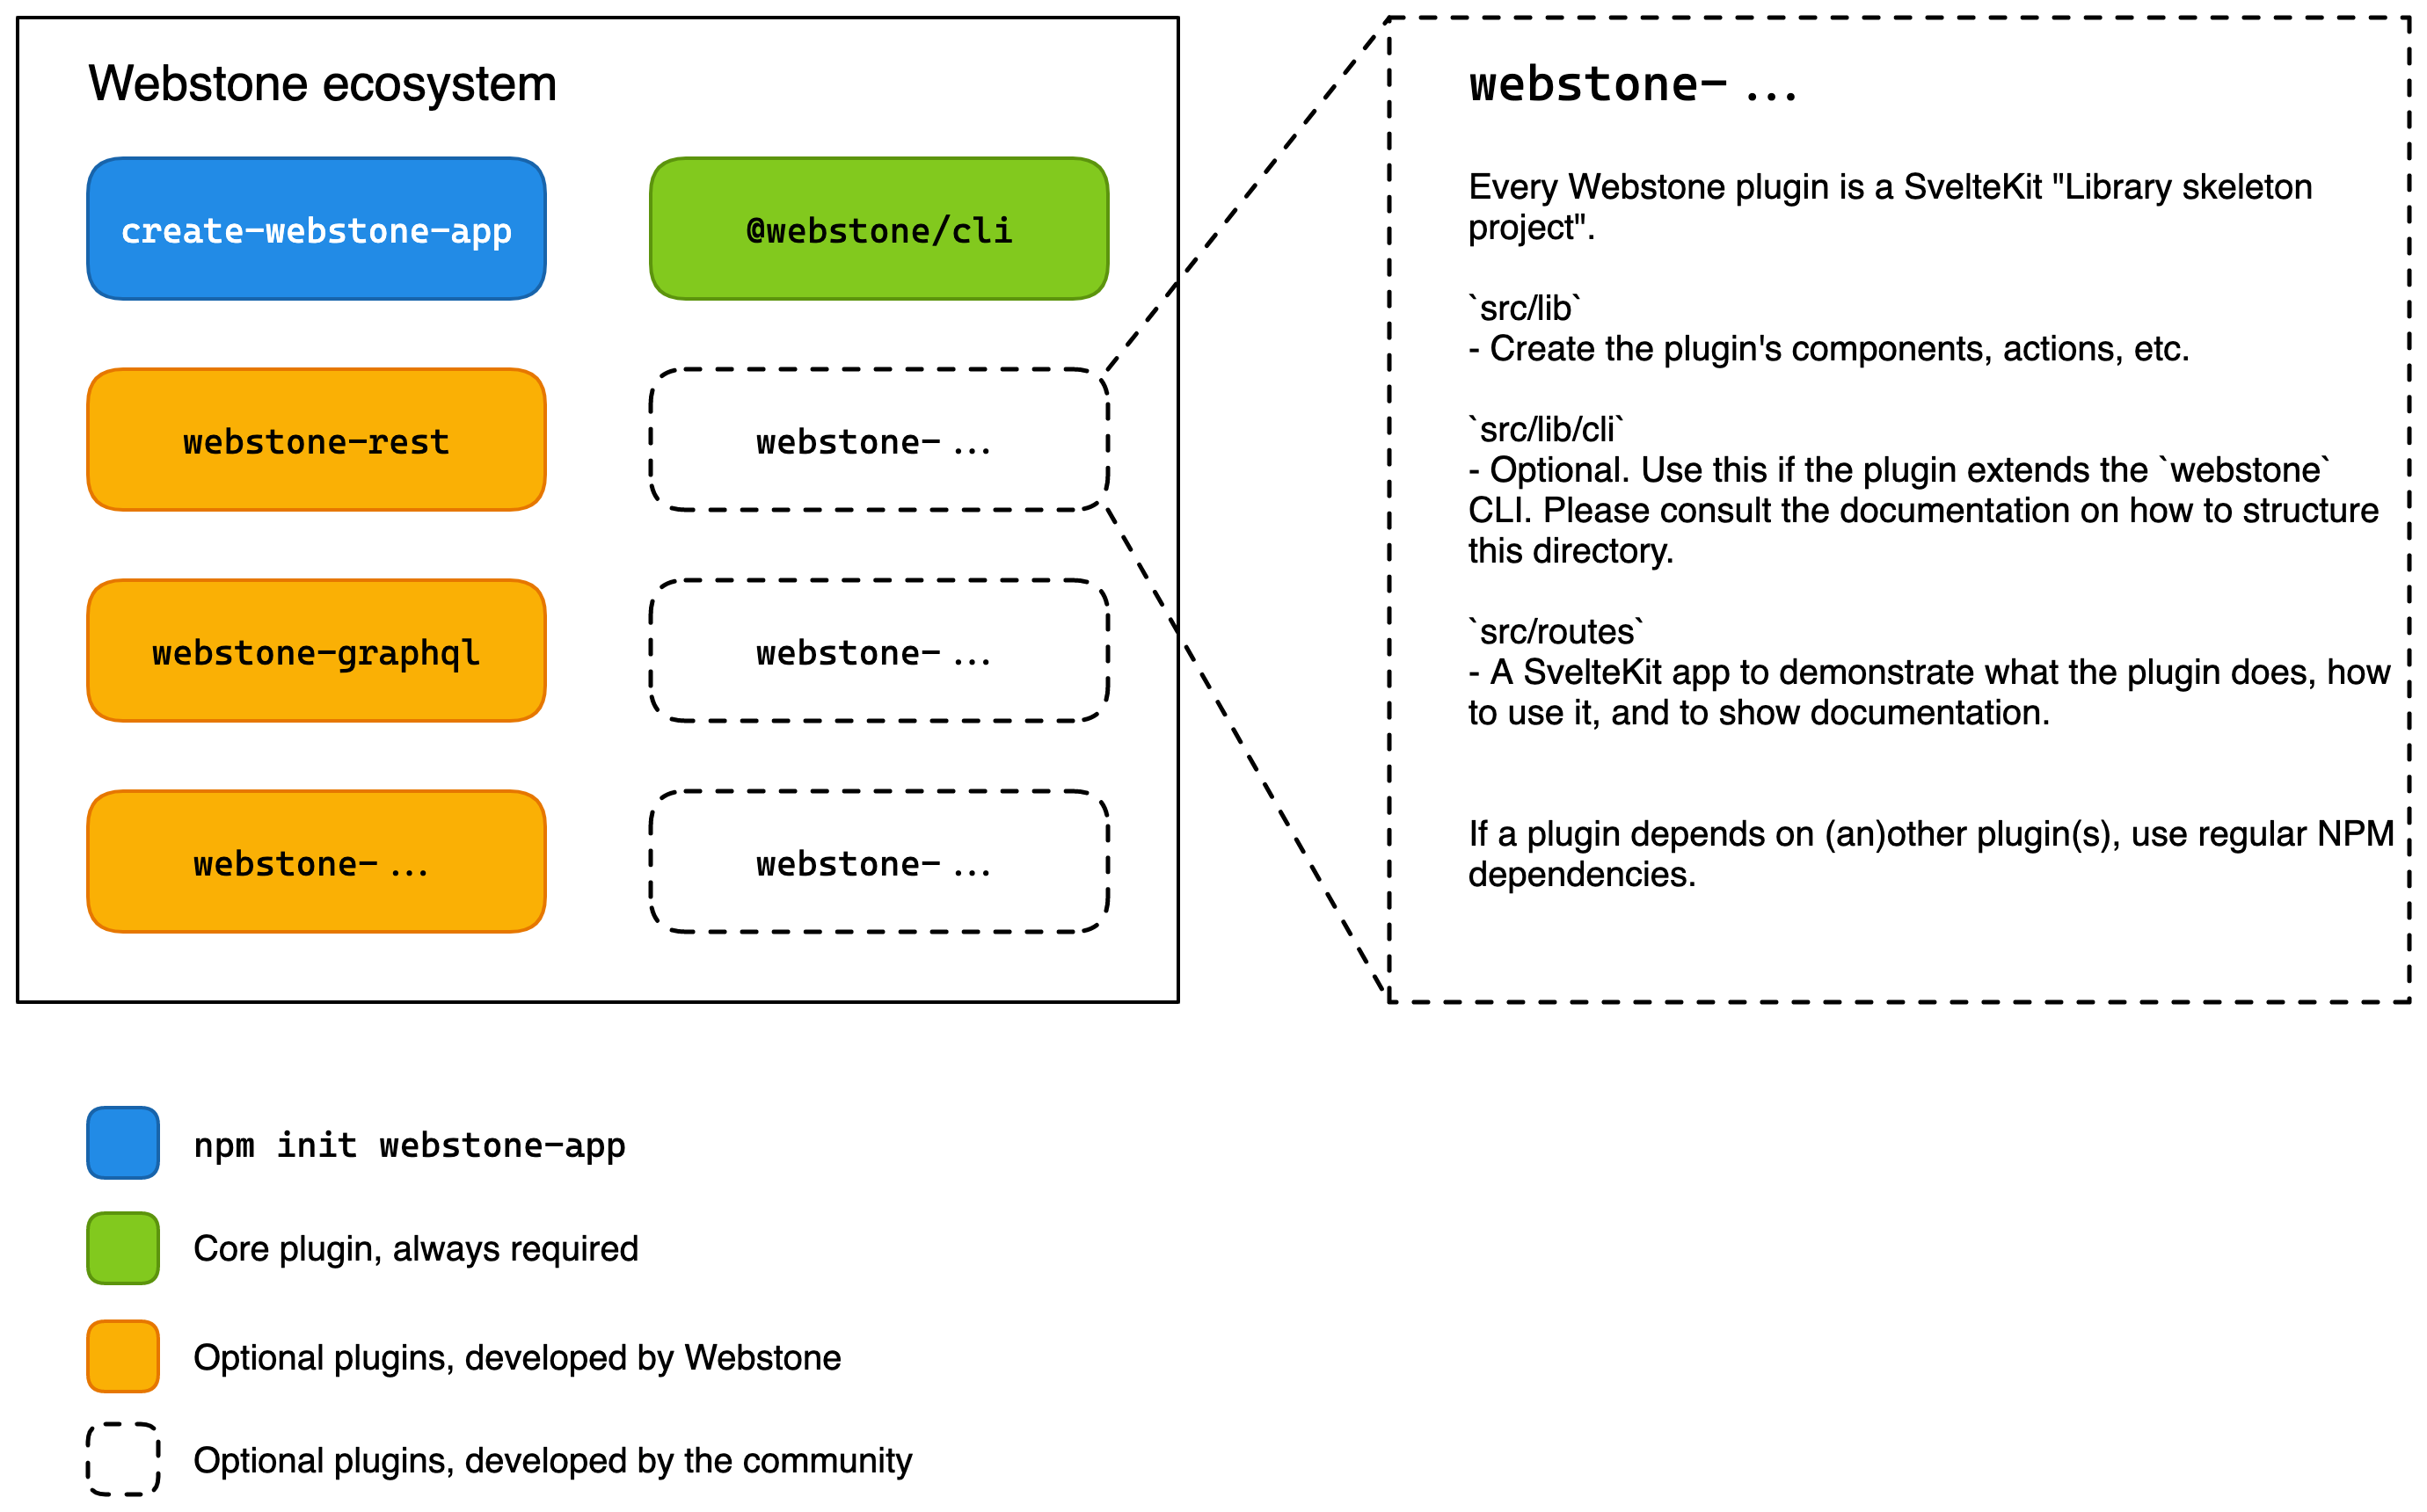 Webstone ecosystem
create-webstone-app
@webstone/cli
webstone-rest
webstone- ...
webstone-graphql
webstone- ...
webstone- ...
webstone- ...
webstone- ...
Every Webstone plugin is a SvelteKit "Library skeleton
project".
`src/lib`
- Create the plugin's components, actions, etc.
`src/lib/cli`
- Optional. Use this if the plugin extends the `webstone`
CLI. Please consult the documentation on how to structure
this directory.
`src/routes`
- A SvelteKit app to demonstrate what the plugin does, how
to use it, and to show documentation.
If a plugin depends on (an)other plugin(s), use regular NPM
dependencies.
npm init webstone-app
Core plugin, always required
Optional plugins, developed by Webstone
Optional plugins, developed by the community